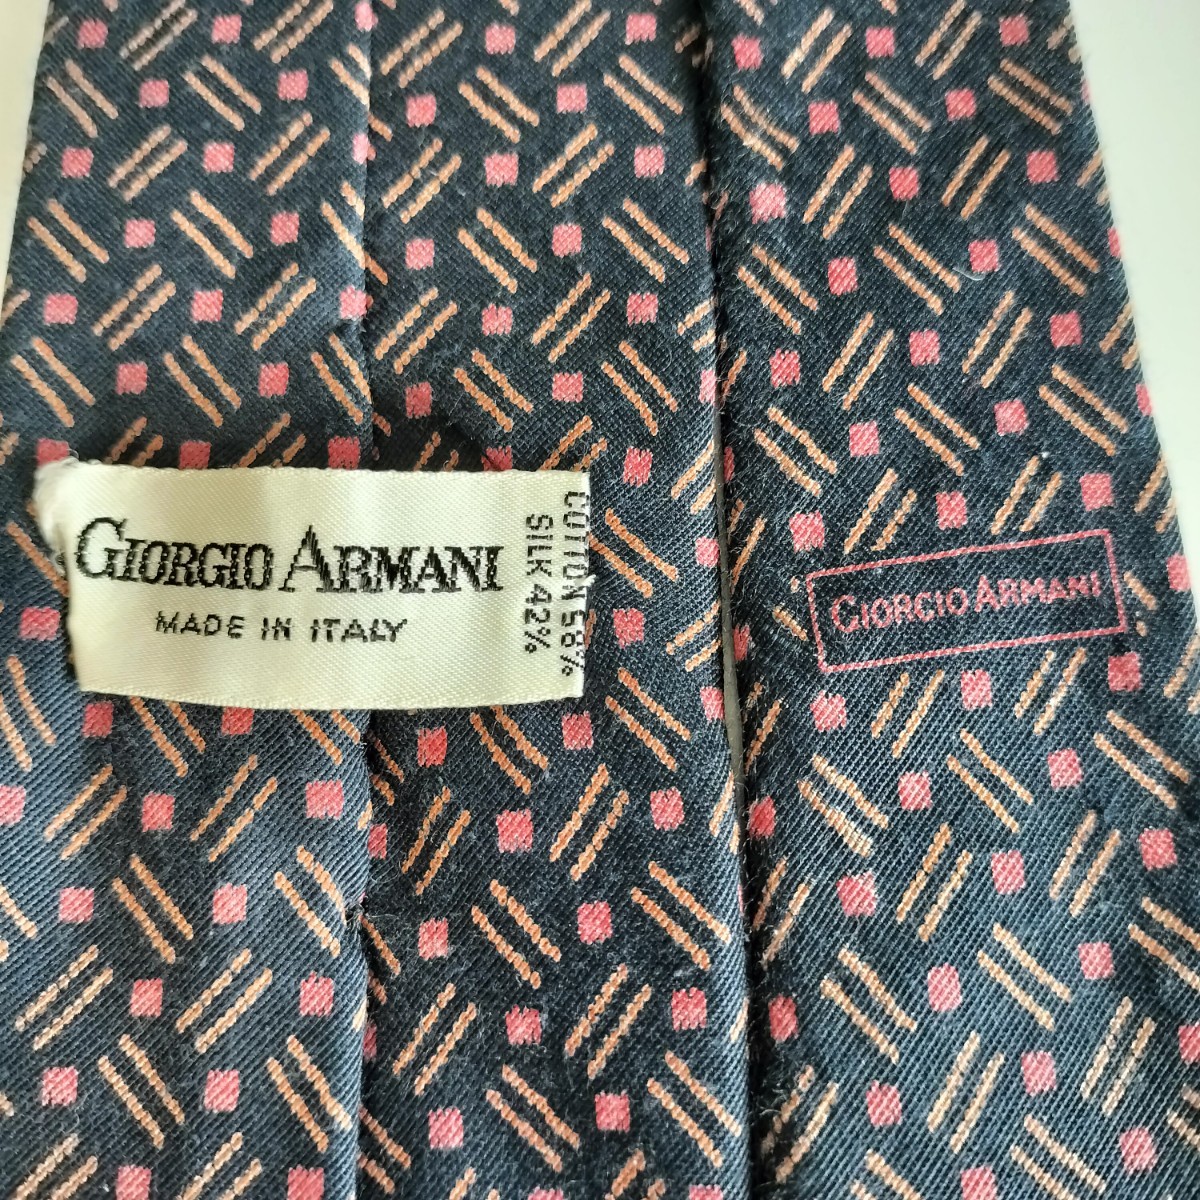 GIORGIO ARMANI
MADE IN ITALY
COTTON 58%
SILK 42%
GIORGIO ARMANI